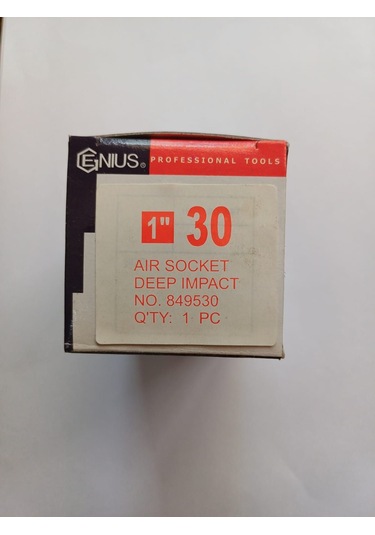 GENIUS® PROFESSIONAL TOOLS
1" 30
AIR SOCKET
DEEP IMPACT
NO. 849530
Q'TY: 1 PC